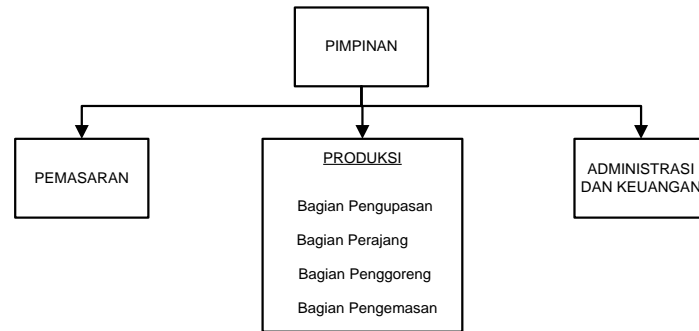 PIMPINAN
PEMASARAN
PRODUKSI
Bagian Pengupasan
Bagian Perajang
Bagian Penggoreng
Bagian Pengemasan
ADMINISTRASI
DAN KEUANGAN